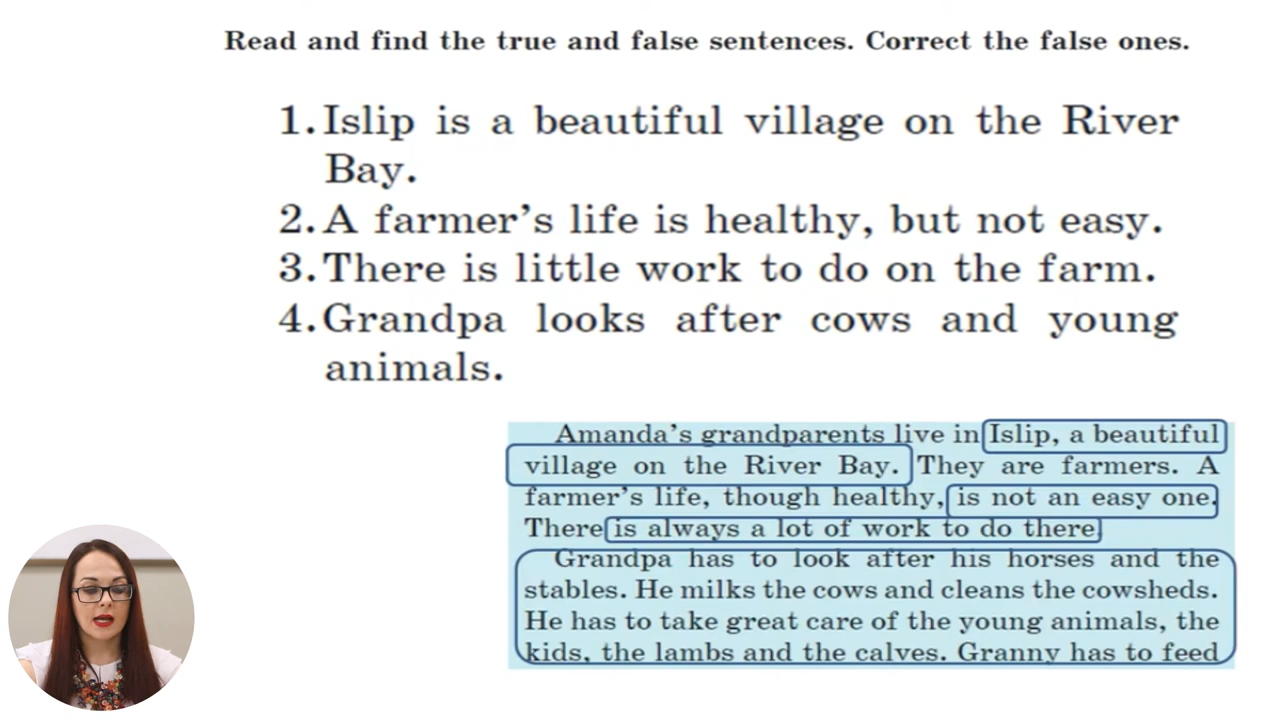 Read and find the true and false sentences. Correct the false ones.
1. Islip is a beautiful village on the River
Bay.
2. A farmer's life is healthy, but not easy.
3. There is little work to do on the farm.
4. Grandpa looks after cows and young
animals.
Amanda's grandparents live in Islip, a beautiful
village on the River Bay. They are farmers. A
farmer's life, though healthy, is not an easy one.
There is always a lot of work to do there
Grandpa has to look after his horses and the
stables. He milks the cows and cleans the cowsheds.
He has to take great care of the young animals, the
kids, the lambs and the calves. Granny has to feed